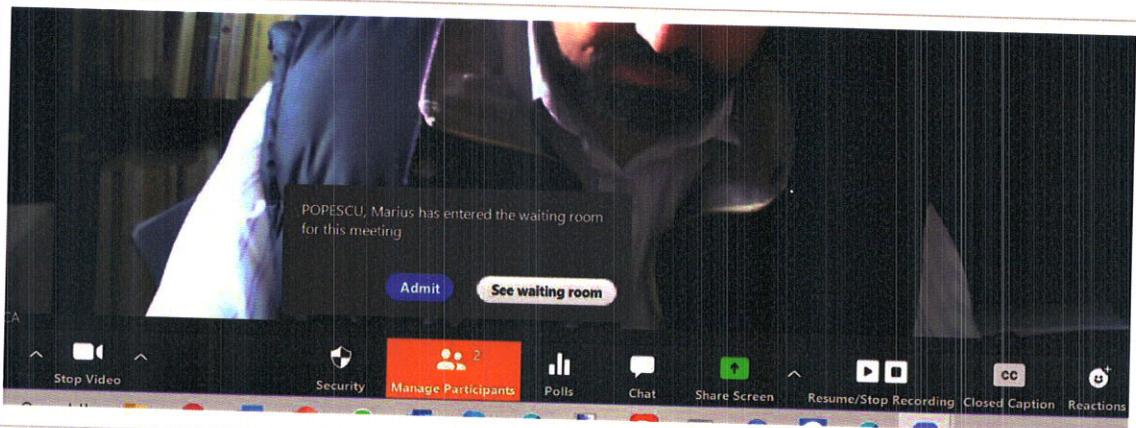 POPESCU, Marius has entered the waiting room
for this meeting
Admit
See waiting room
CA
2
Stop Video
Security
Manage Participants
Polls
Chat
Share Screen
Resume/Stop Recording
CC
Closed Caption
Reactions